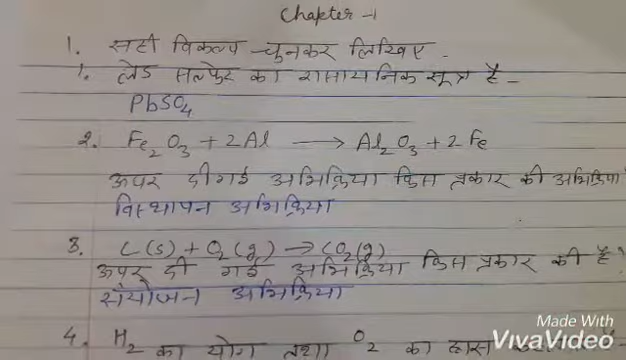 Chapter - 1
1. सही विकल्प चुनकर लिखिए -
1. लेड सल्फेट का रासायनिक सूत्र है -
PbSO4
2. Fe2O3 + 2Al → Al2O3 + 2Fe
ऊपर दी गई अभिक्रिया किस प्रकार की अभिक्रिया
विस्थापन अभिक्रिया
3. C(s) + O2(g) → CO2(g)
ऊपर दी गई अभिक्रिया किस प्रकार की है?
संयोजन अभिक्रिया
4. H2 का योग तथा O2 का ह्रास
Made With
VivaVideo